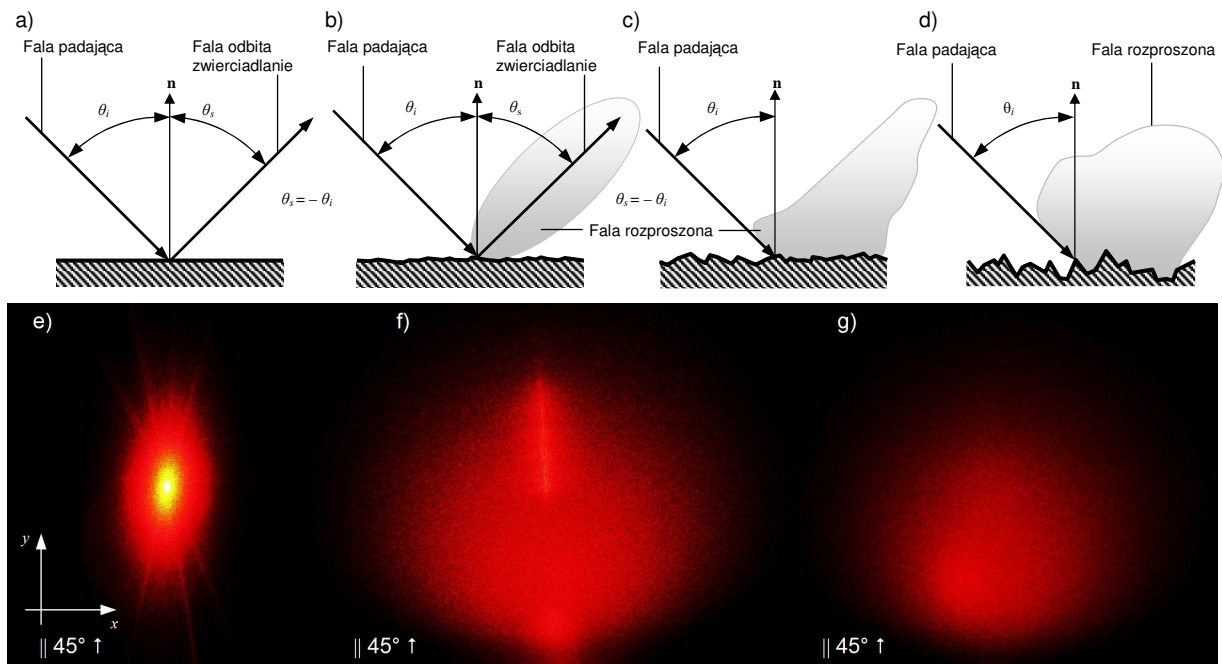 a)
Fala padająca
Fala odbita
zwierciadlanie
n
θi
θs
θs = – θi
b)
Fala padająca
Fala odbita
zwierciadlanie
n
θi
θs
θs = – θi
Fala rozproszona
c)
Fala padająca
n
θi
d)
Fala padająca
Fala rozproszona
n
θi
e)
y
x
|| 45° ↑
f)
g)
|| 45° ↑